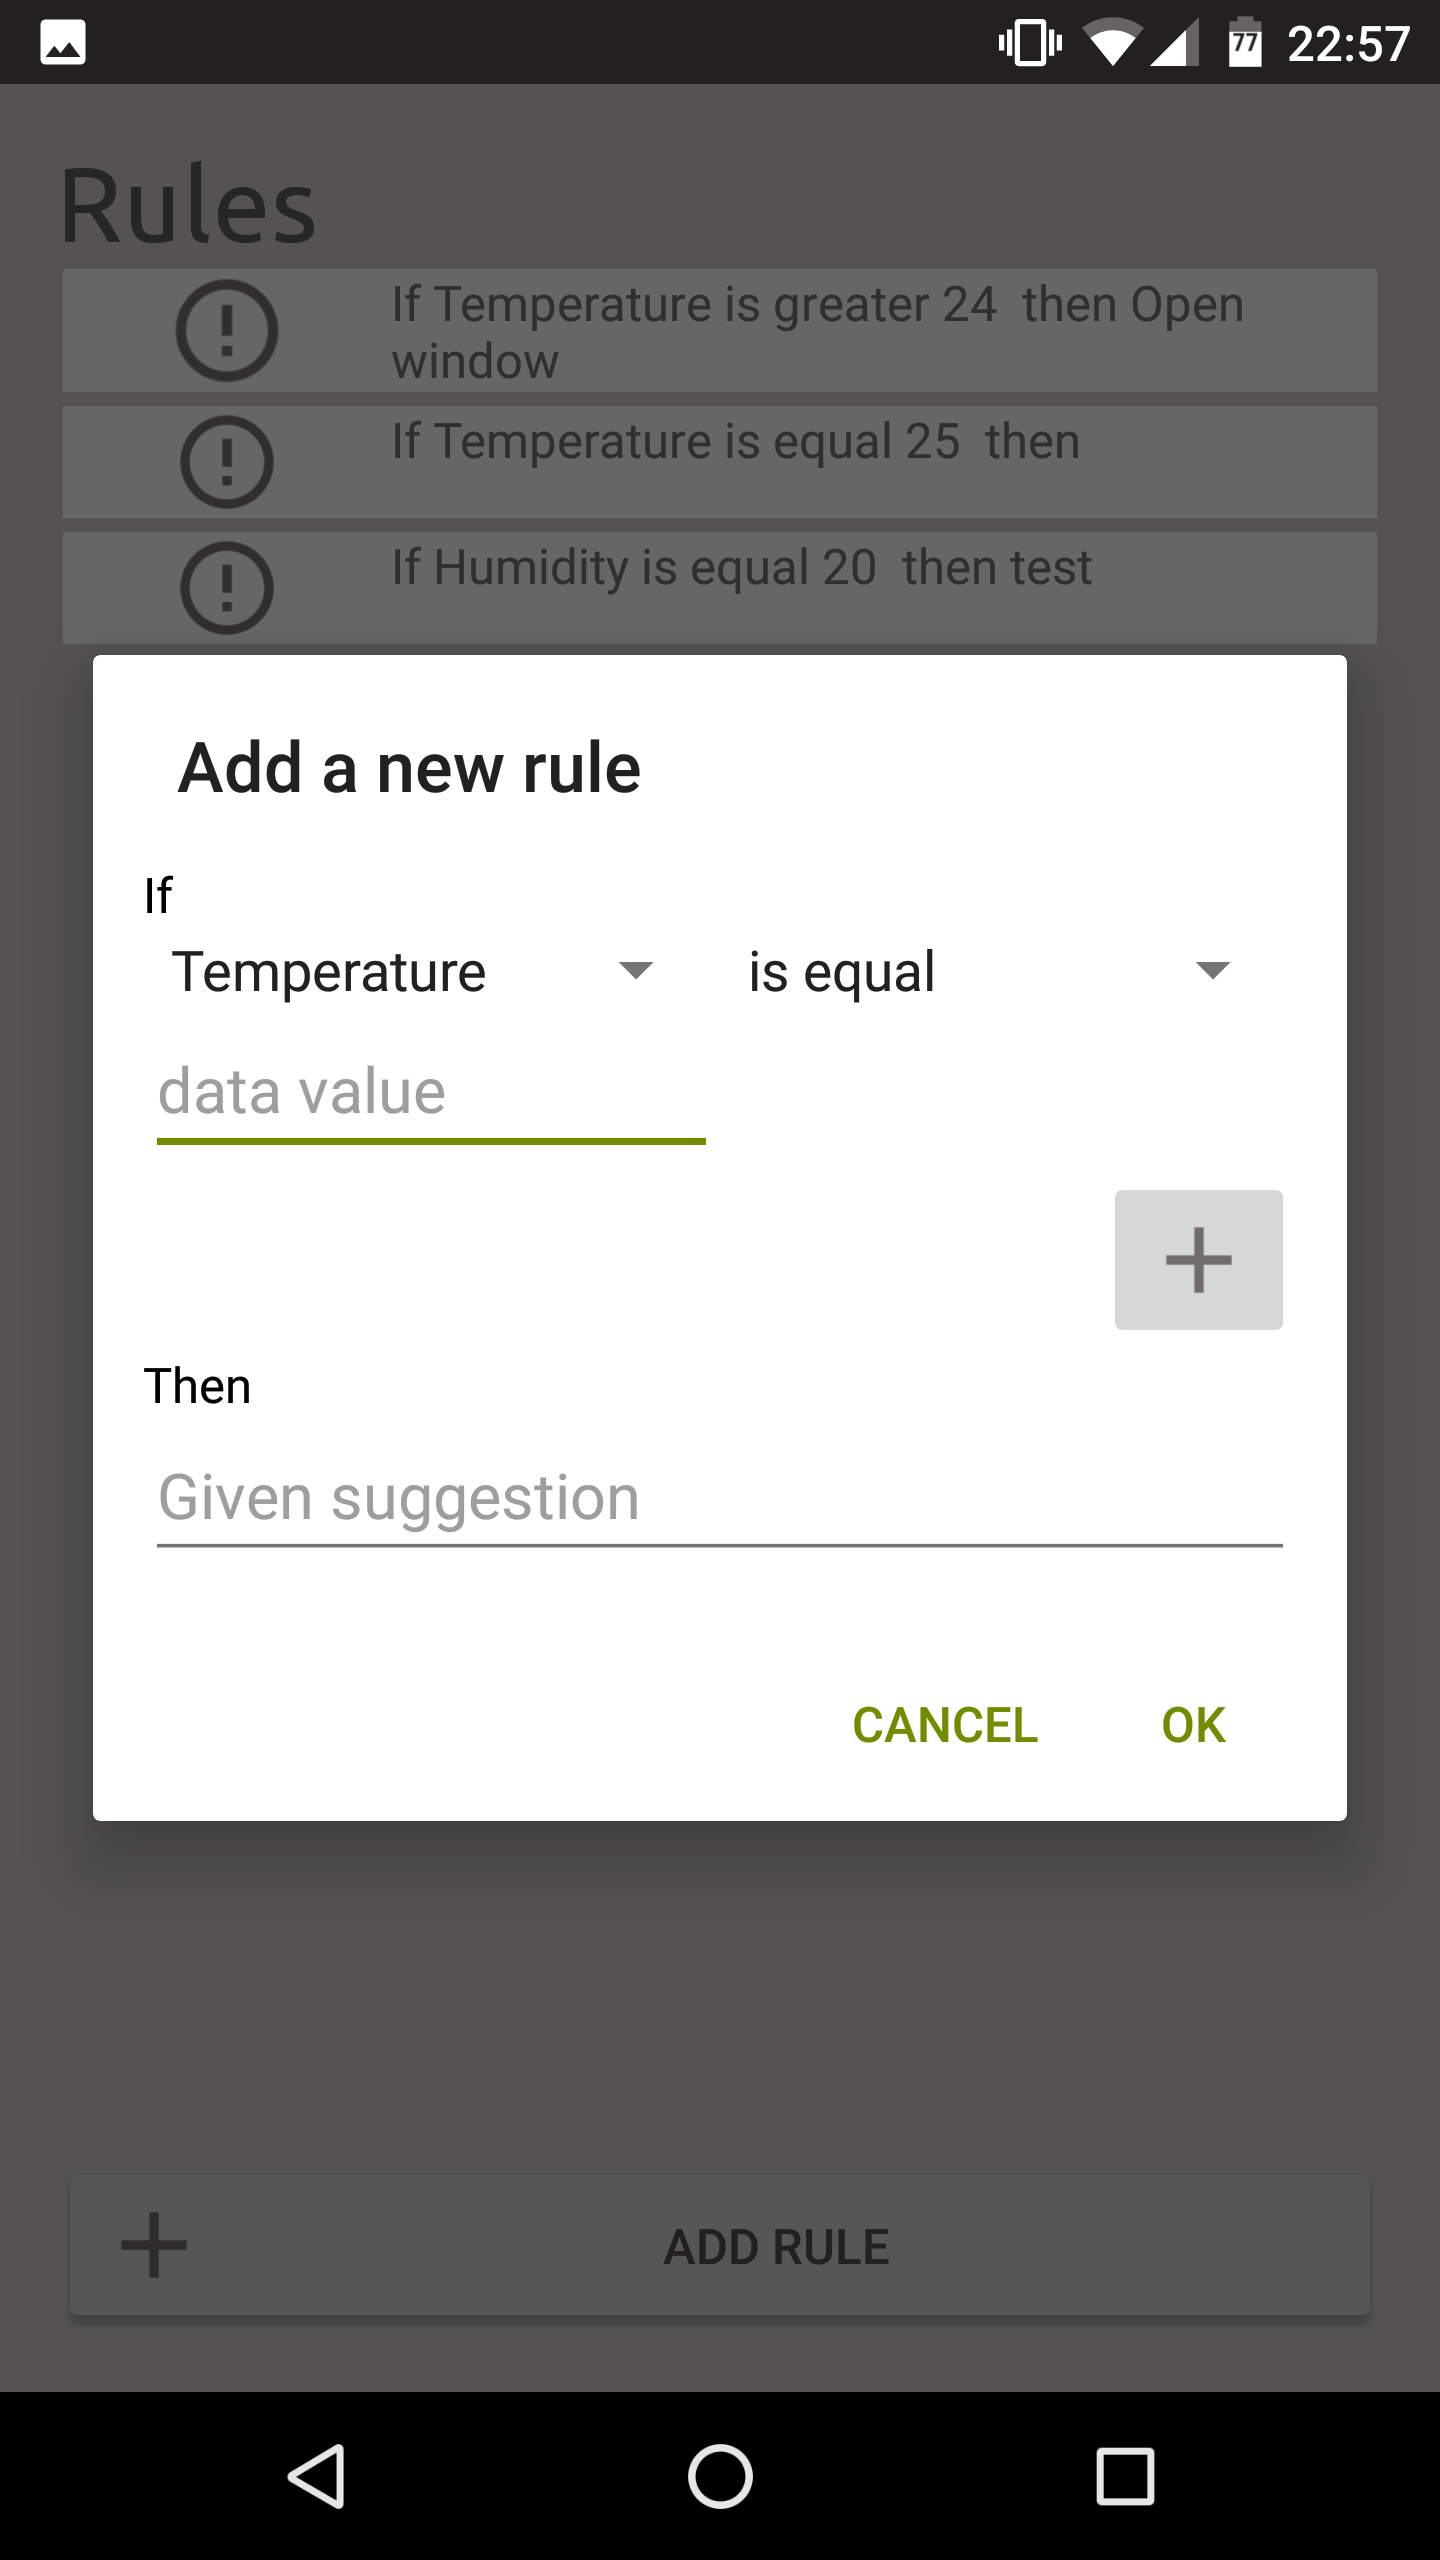 77 22:57
Rules
If Temperature is greater 24  then Open
window
If Temperature is equal 25  then
If Humidity is equal 20  then test
Add a new rule
If
Temperature is equal
data value
Then
Given suggestion
CANCEL OK
ADD RULE